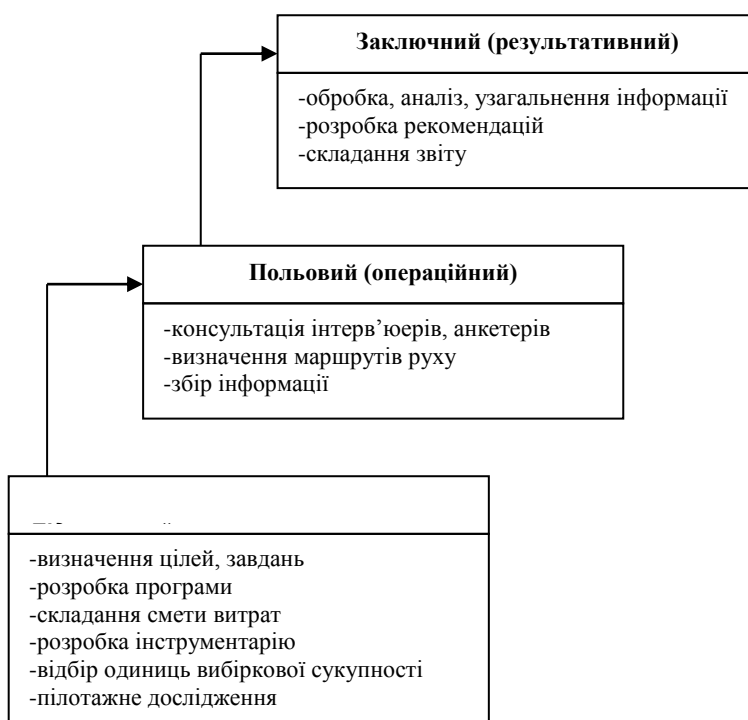 Заключний (результативний)
-обробка, аналіз, узагальнення інформації
-розробка рекомендацій
-складання звіту
Польовий (операційний)
-консультація інтерв’юерів, анкетерів
-визначення маршрутів руху
-збір інформації
-визначення цілей, завдань
-розробка програми
-складання смети витрат
-розробка інструментарію
-відбір одиниць вибіркової сукупності
-пілотажне дослідження